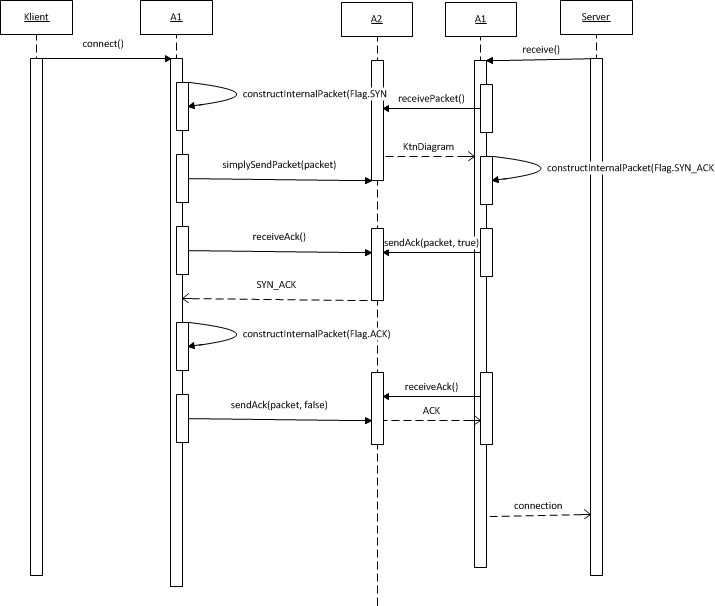 Klient
A1
A2
A1
Server
connect()
receive()
constructInternalPacket(Flag.SYN
receivePacket()
KtnDiagram
simplySendPacket(packet)
constructInternalPacket(Flag.SYN_ACK
receiveAck()
sendAck(packet, true)
SYN_ACK
constructInternalPacket(Flag.ACK)
receiveAck()
sendAck(packet, false)
ACK
connection